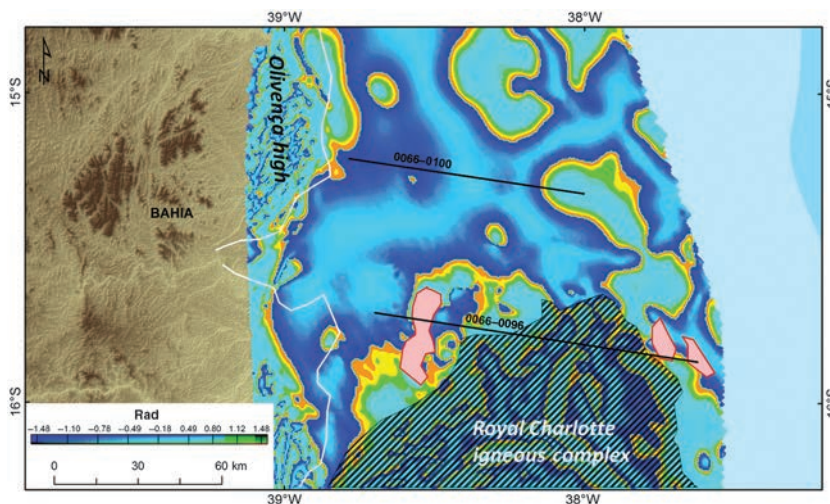 39°W 38°W
N
15°S 15°S
Olivença high
0066–0100
BAHIA
0066–0096
16°S 16°S
Royal Charlotte
igneous complex
Rad
−1.48 −1.10 −0.78 −0.49 −0.18 0.49 0.80 1.12 1.48
0 30 60 km
39°W 38°W